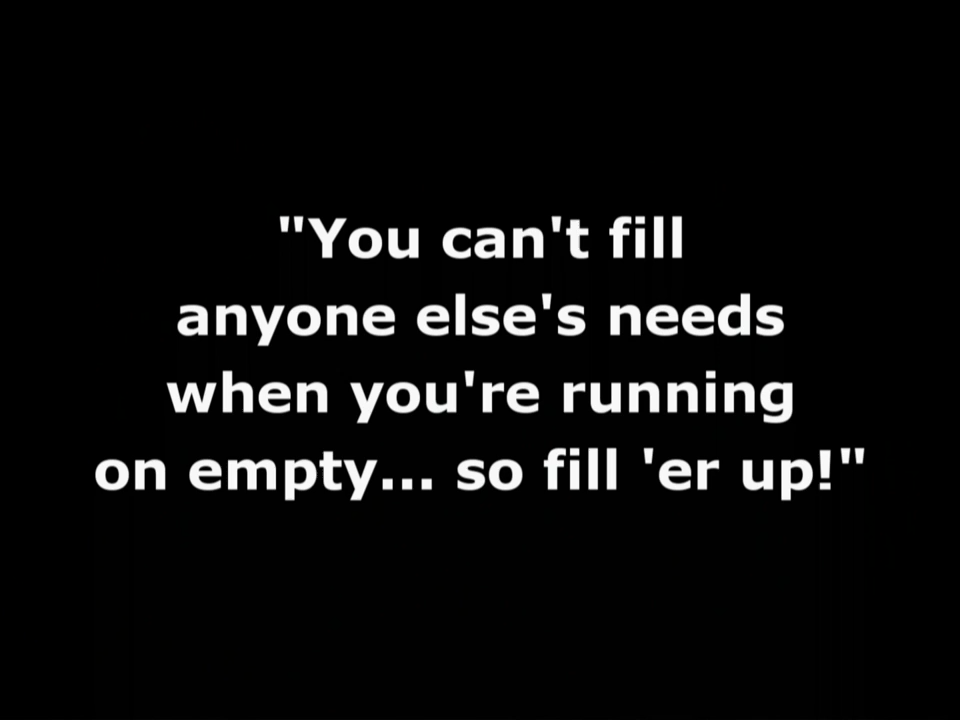 "You can't fill
anyone else's needs
when you're running
on empty... so fill 'er up!"